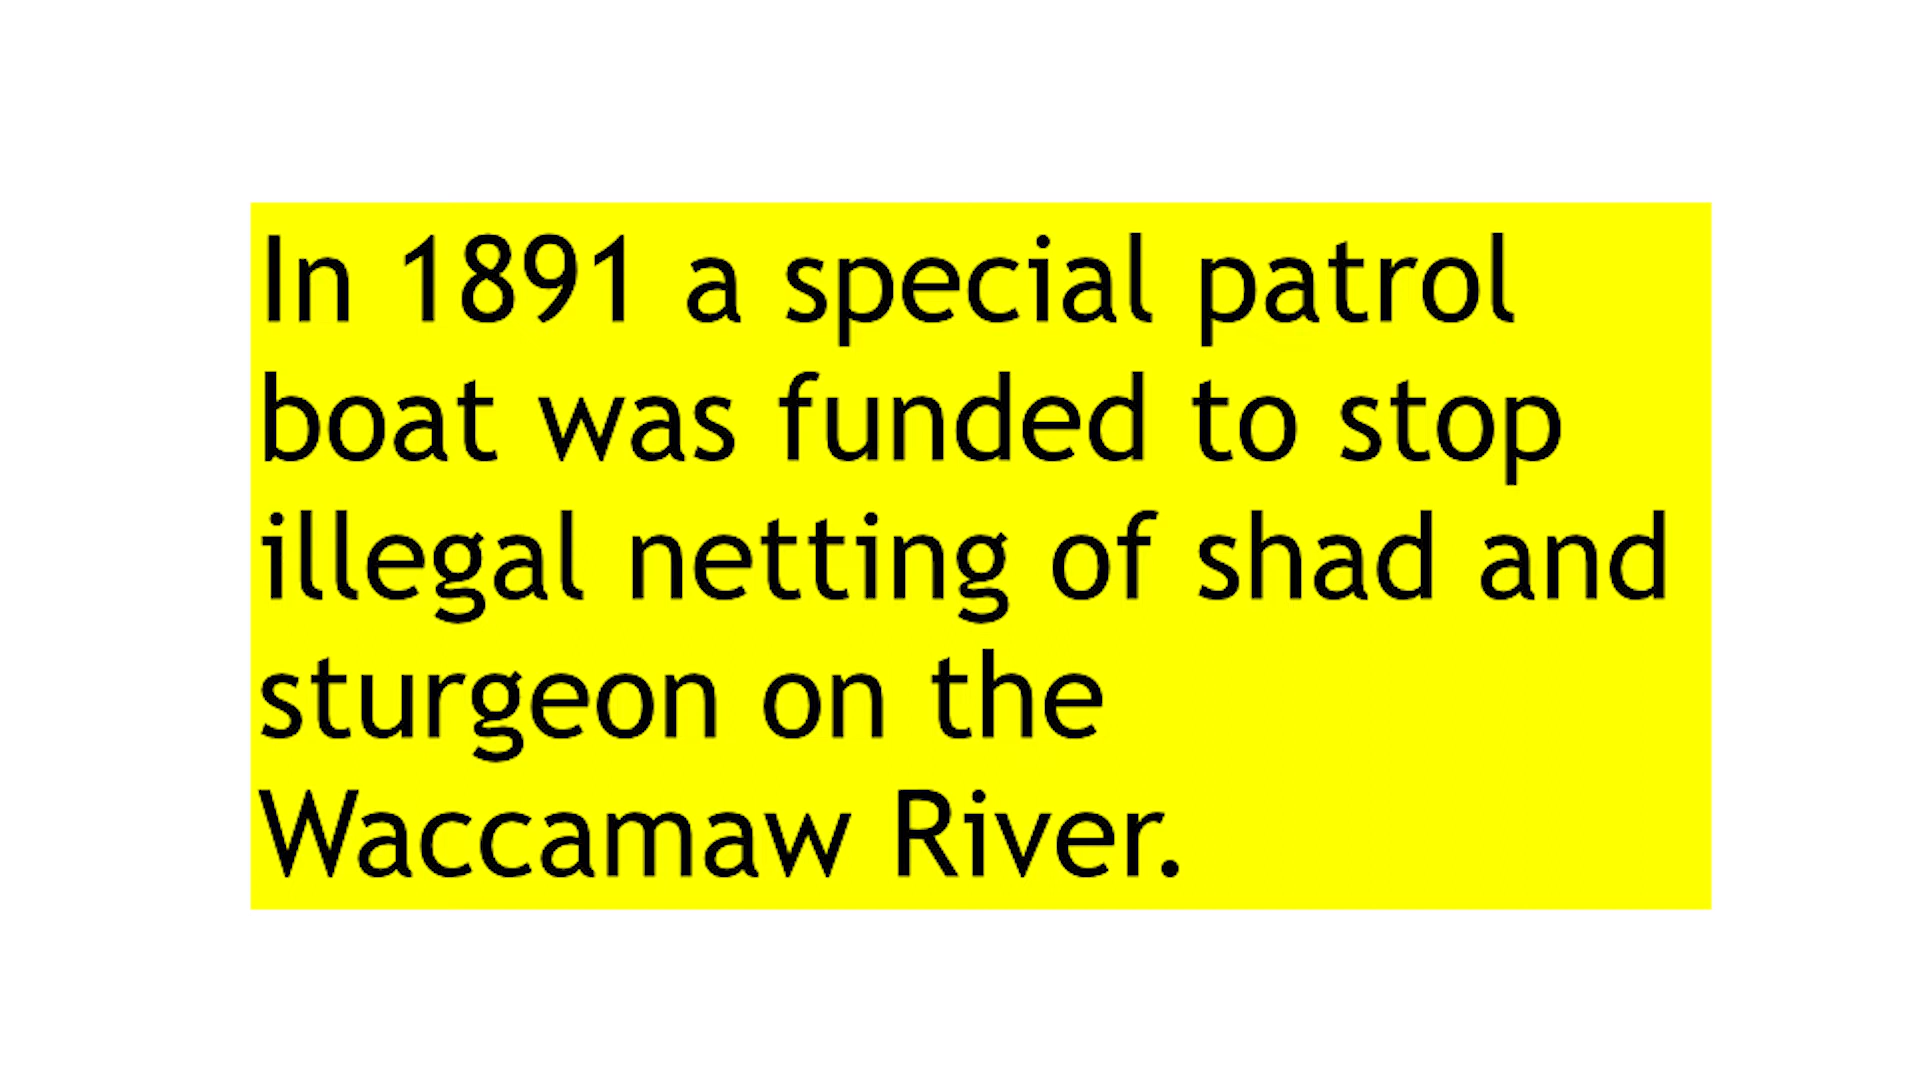 In 1891 a special patrol
boat was funded to stop
illegal netting of shad and
sturgeon on the
Waccamaw River.